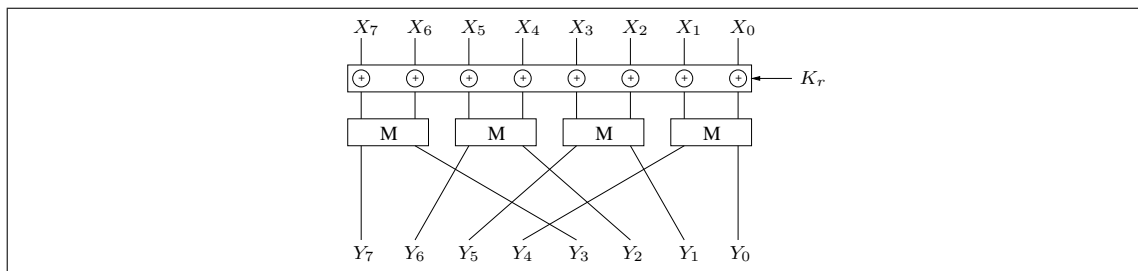 X₇ X₆ X₅ X₄ X₃ X₂ X₁ X₀
+ + + + + + + + Kᵣ
M M M M
Y₇ Y₆ Y₅ Y₄ Y₃ Y₂ Y₁ Y₀